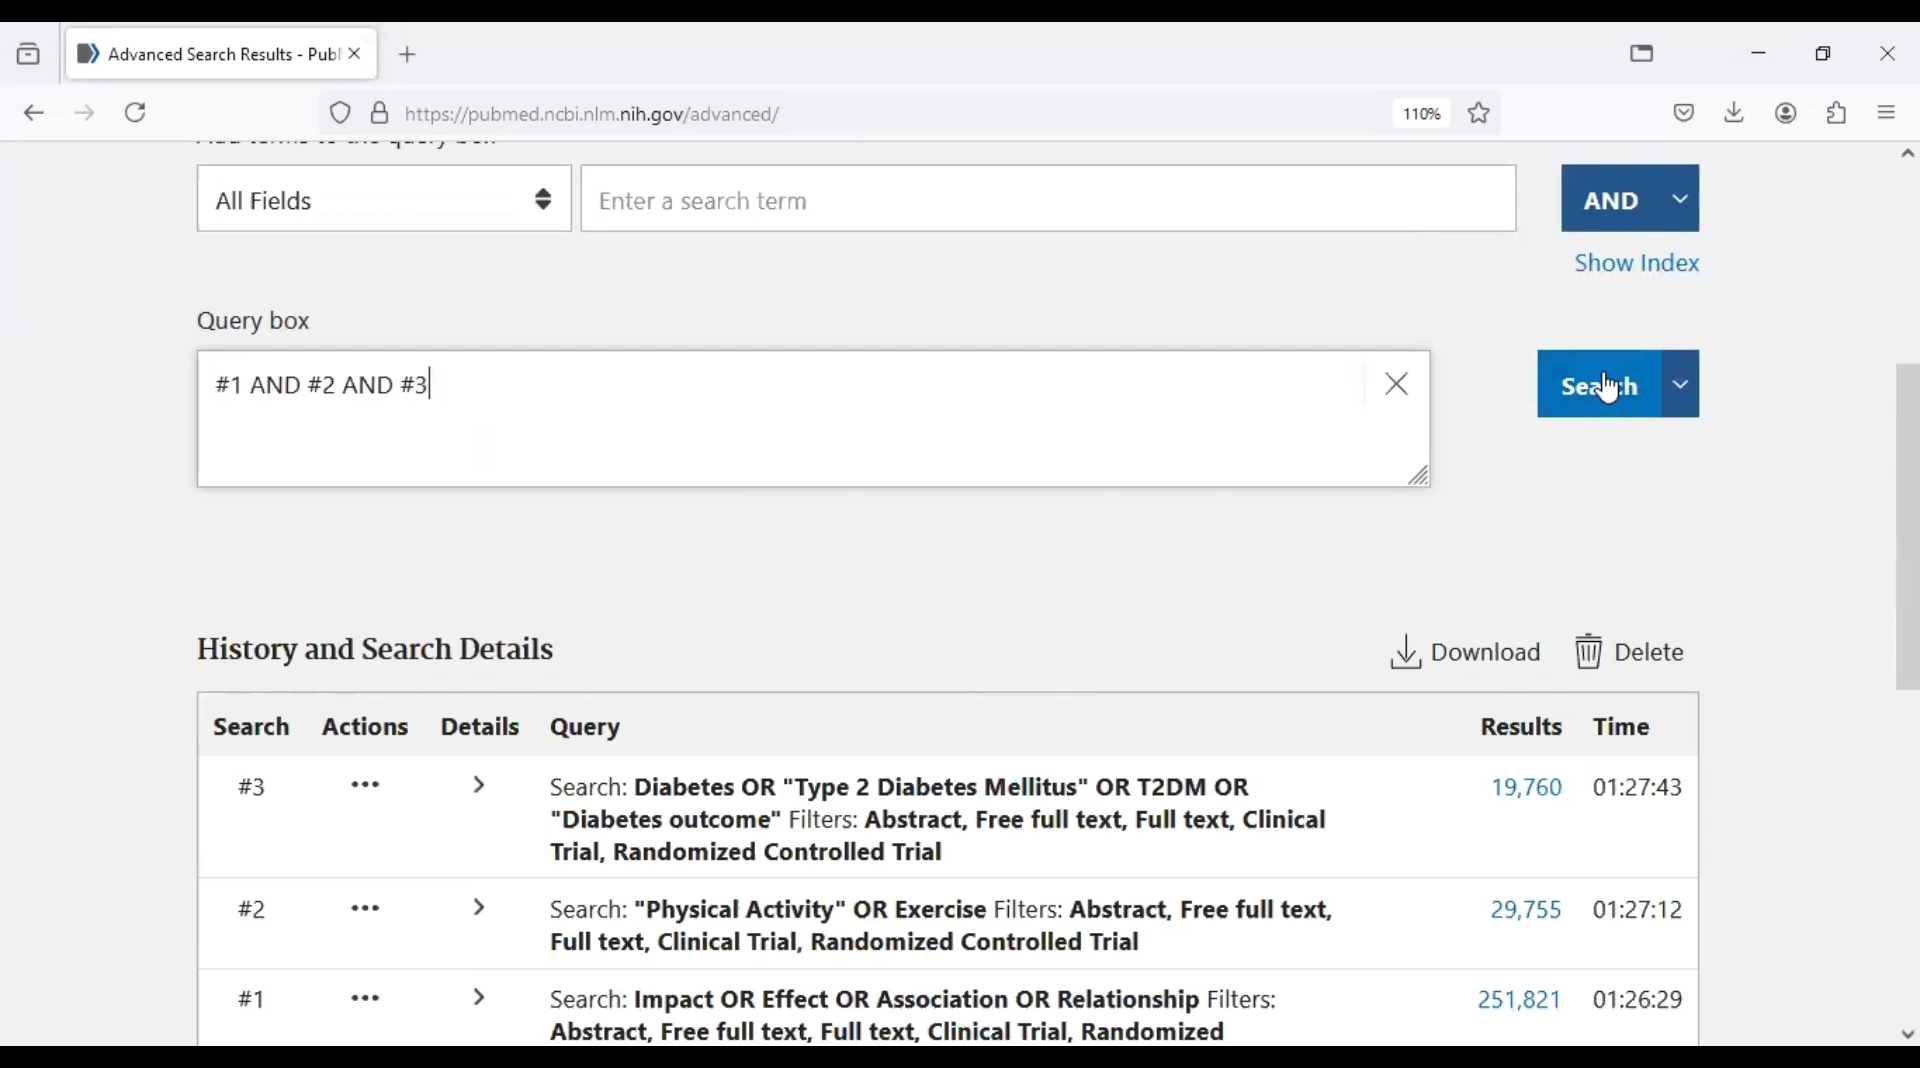 Advanced Search Results - Pub
https://pubmed.ncbi.nlm.nih.gov/advanced/
110%
All Fields
Enter a search term
AND
Show Index
Query box
#1 AND #2 AND #3
Search
History and Search Details
Download
Delete
Search Actions Details Query Results Time
#3 Search: Diabetes OR "Type 2 Diabetes Mellitus" OR T2DM OR 19,760 01:27:43
"Diabetes outcome" Filters: Abstract, Free full text, Full text, Clinical
Trial, Randomized Controlled Trial
#2 Search: "Physical Activity" OR Exercise Filters: Abstract, Free full text, 29,755 01:27:12
Full text, Clinical Trial, Randomized Controlled Trial
#1 Search: Impact OR Effect OR Association OR Relationship Filters: 251,821 01:26:29
Abstract, Free full text, Full text, Clinical Trial, Randomized